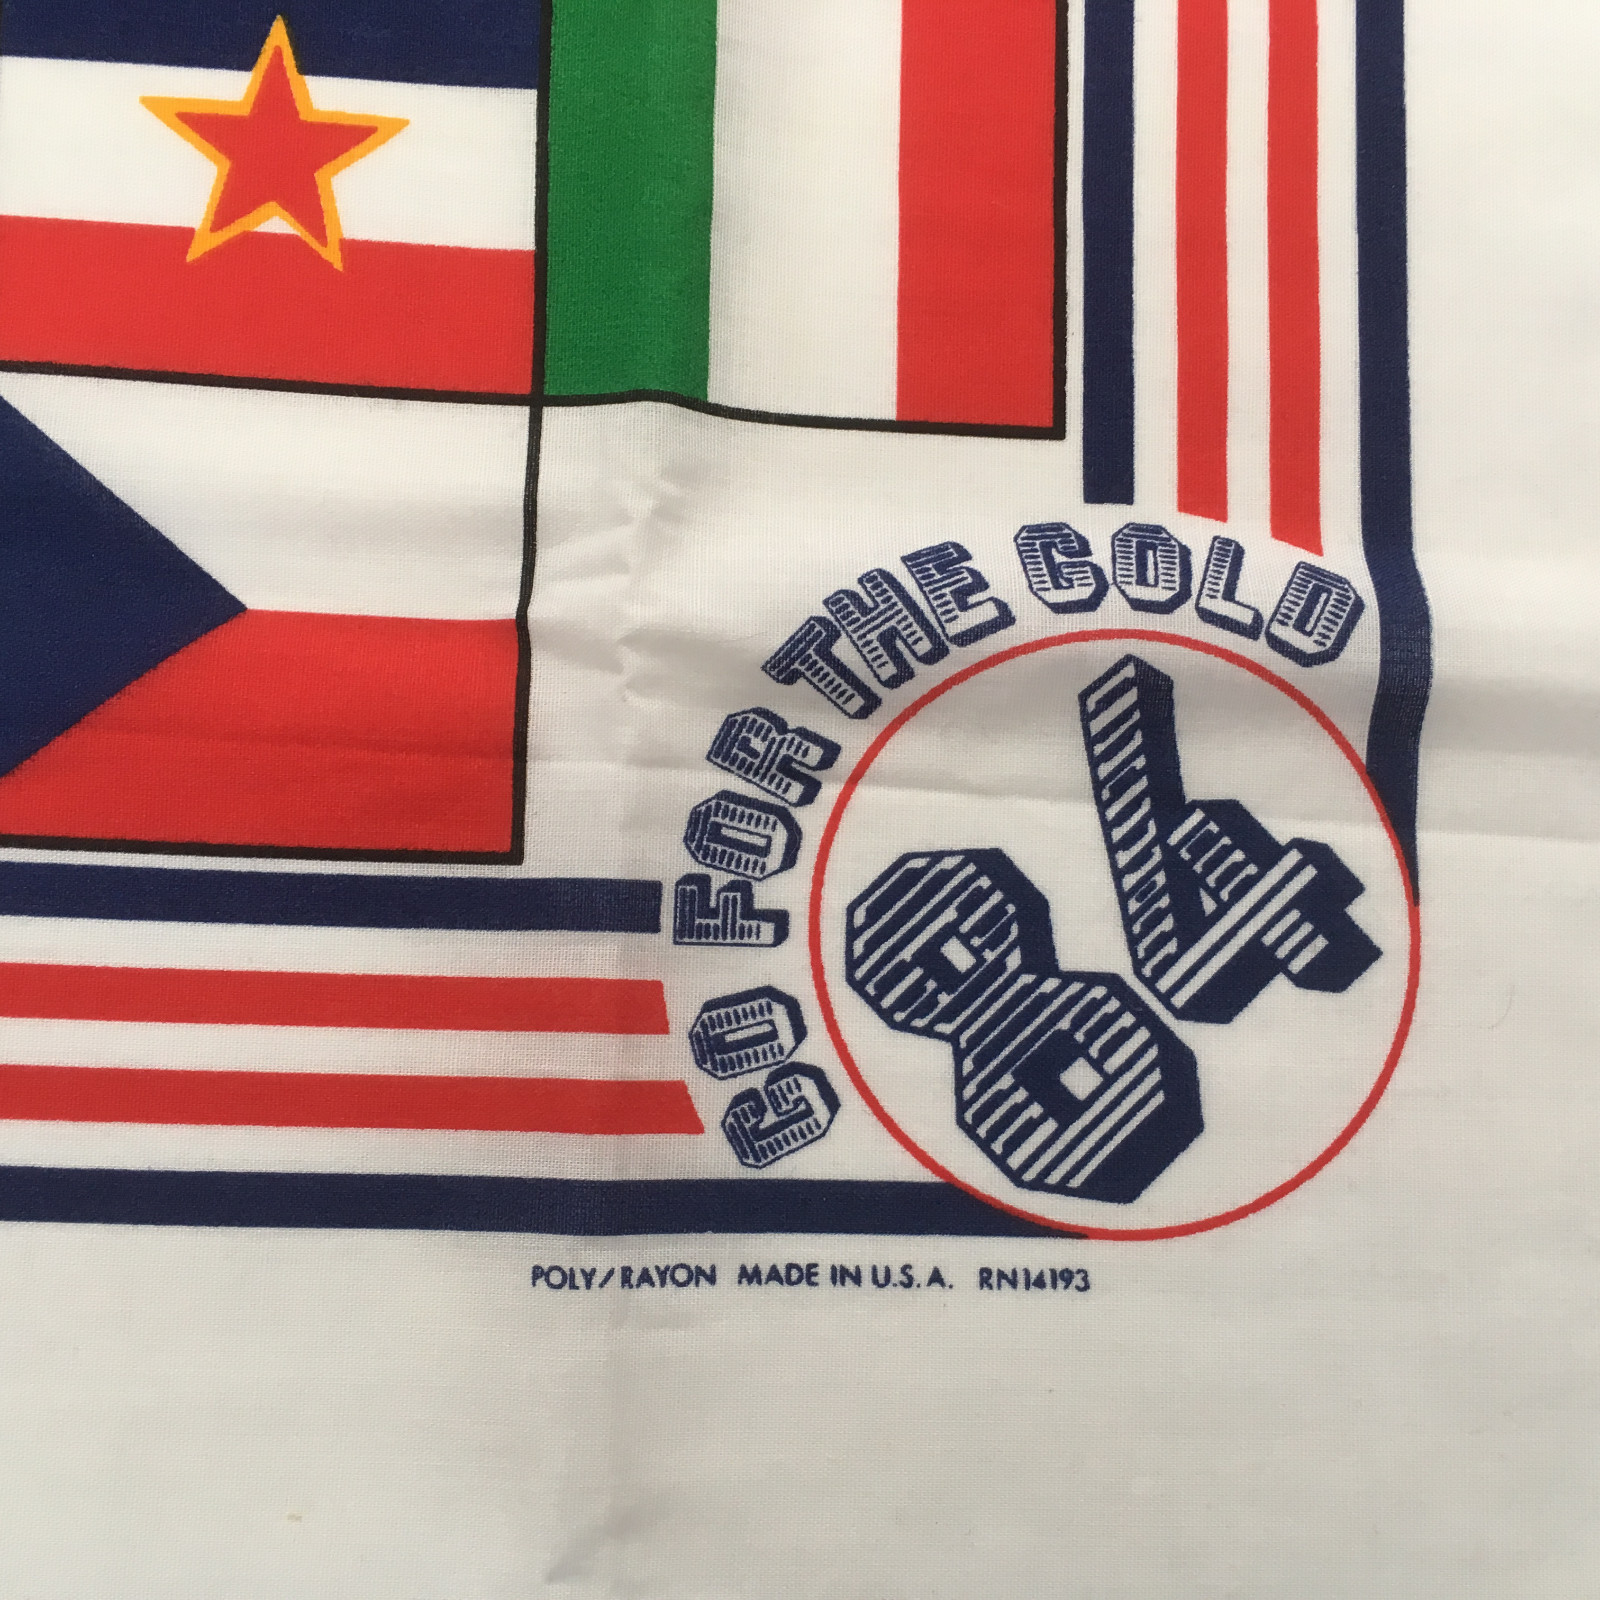 GO FOR THE GOLD
84
POLY/RAYON MADE IN U.S.A. RN14193